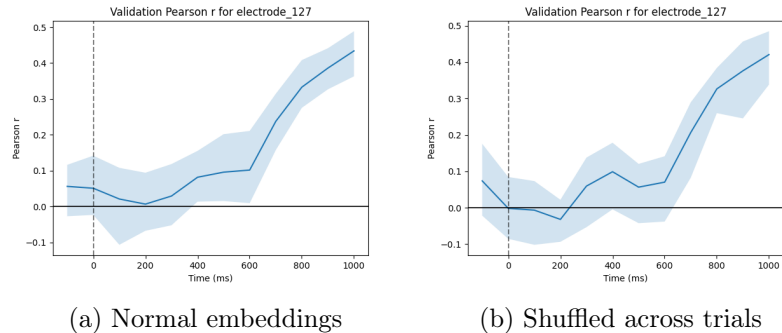 Validation Pearson r for electrode_127
0.5
0.4
0.3
0.2
0.1
0.0
−0.1
Pearson r
0 200 400 600 800 1000
Time (ms)
(a) Normal embeddings
Validation Pearson r for electrode_127
0.5
0.4
0.3
0.2
0.1
0.0
−0.1
Pearson r
0 200 400 600 800 1000
Time (ms)
(b) Shuffled across trials